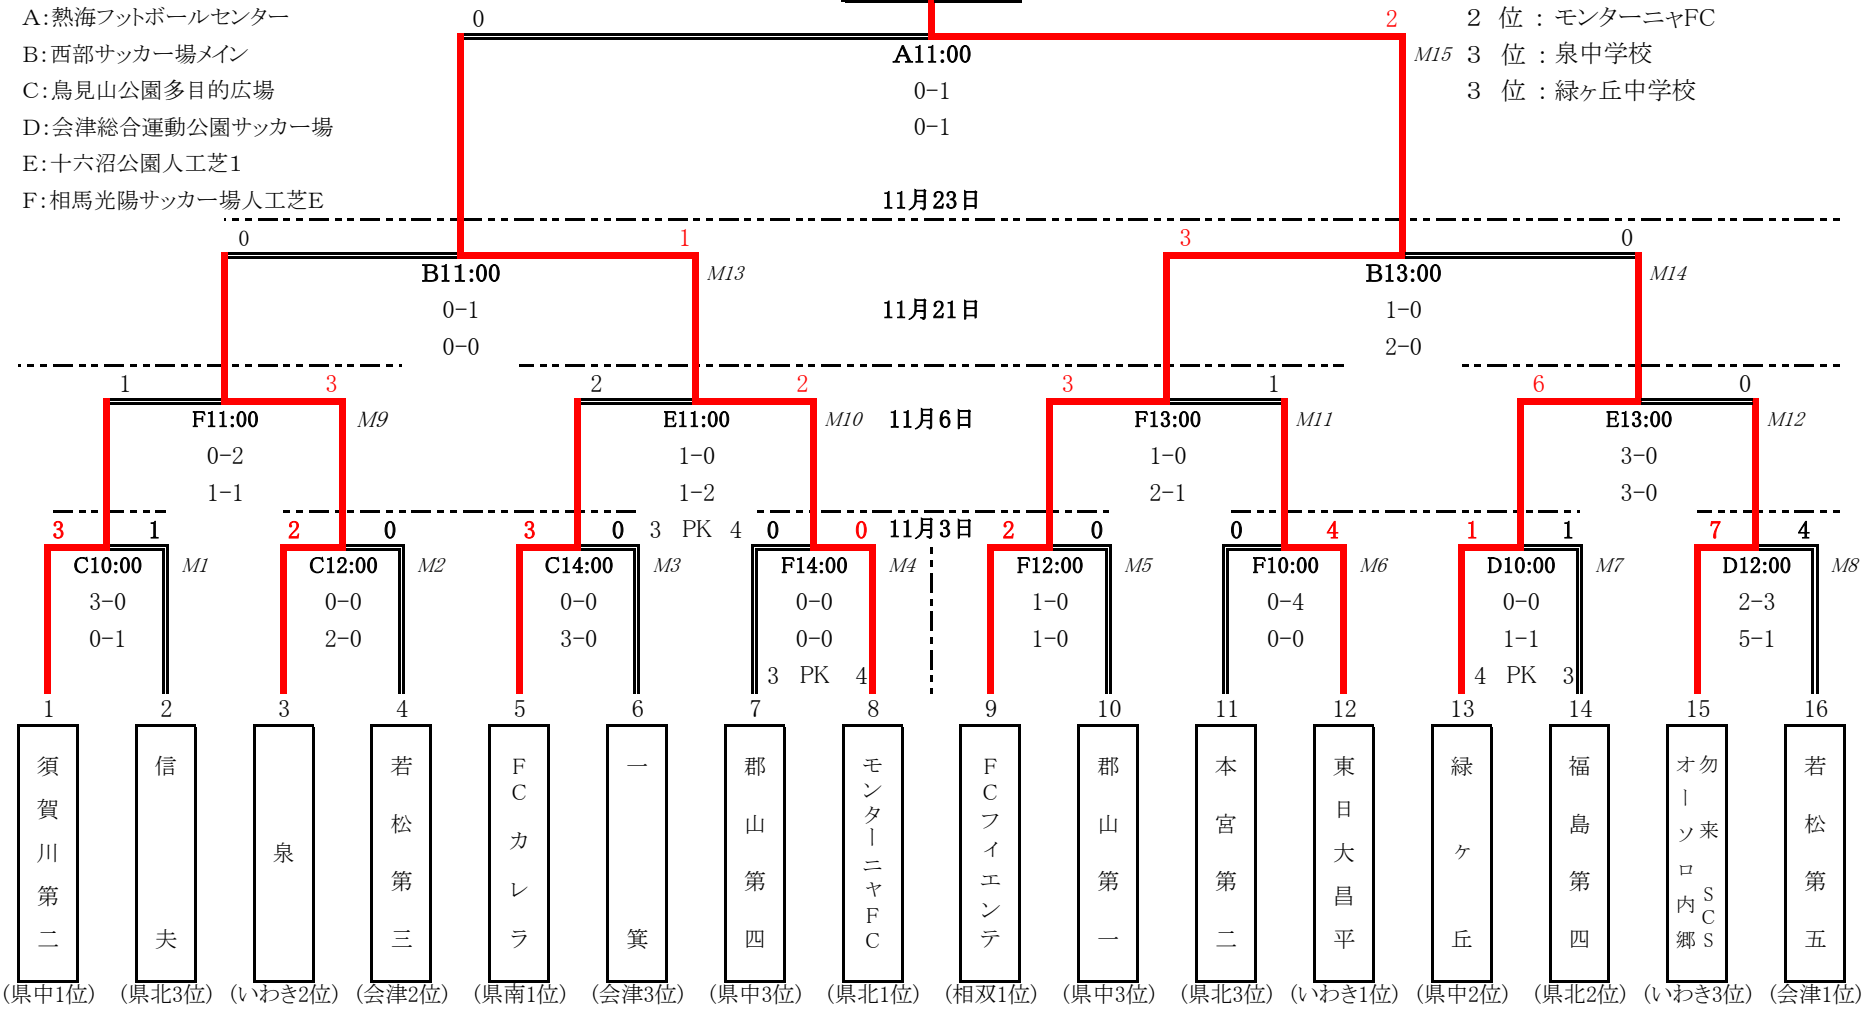 A:熱海フットボールセンター
B:西部サッカー場メイン
C:鳥見山公園多目的広場
D:会津総合運動公園サッカー場
E:十六沼公園人工芝1
F:相馬光陽サッカー場人工芝E
2 位 : モンターニャFC
3 位 : 泉中学校
3 位 : 緑ヶ丘中学校
0 2
A11:00 M15
0-1
0-1
11月23日
0 1 3 0
B11:00 M13 B13:00 M14
0-1 11月21日 1-0
0-0 2-0
1 3 2 2 3 1 6 0
F11:00 M9 E11:00 M10 11月6日 F13:00 M11 E13:00 M12
0-2 1-0 1-0 3-0
1-1 1-2 2-1 3-0
3 1 2 0 3 0 3 PK 4 0 0 11月3日 2 0 0 4 1 1 7 4
C10:00 M1 C12:00 M2 C14:00 M3 F14:00 M4 F12:00 M5 F10:00 M6 D10:00 M7 D12:00 M8
3-0 0-0 0-0 0-0 1-0 0-4 0-0 2-3
0-1 2-0 3-0 0-0 1-0 0-0 1-1 5-1
3 PK 4 4 PK 3
1 2 3 4 5 6 7 8 9 10 11 12 13 14 15 16
須賀川第二
信夫
泉
若松第三
FCカレラ
一箕
郡山第四
モンターニャFC
FCフィエンテ
郡山第一
本宮第二
東日大昌平
緑ヶ丘
福島第四
勿来SCS
オーソロ内郷
若松第五
(県中1位) (県北3位) (いわき2位) (会津2位) (県南1位) (会津3位) (県中3位) (県北1位) (相双1位) (県中3位) (県北3位) (いわき1位) (県中2位) (県北2位) (いわき3位) (会津1位)